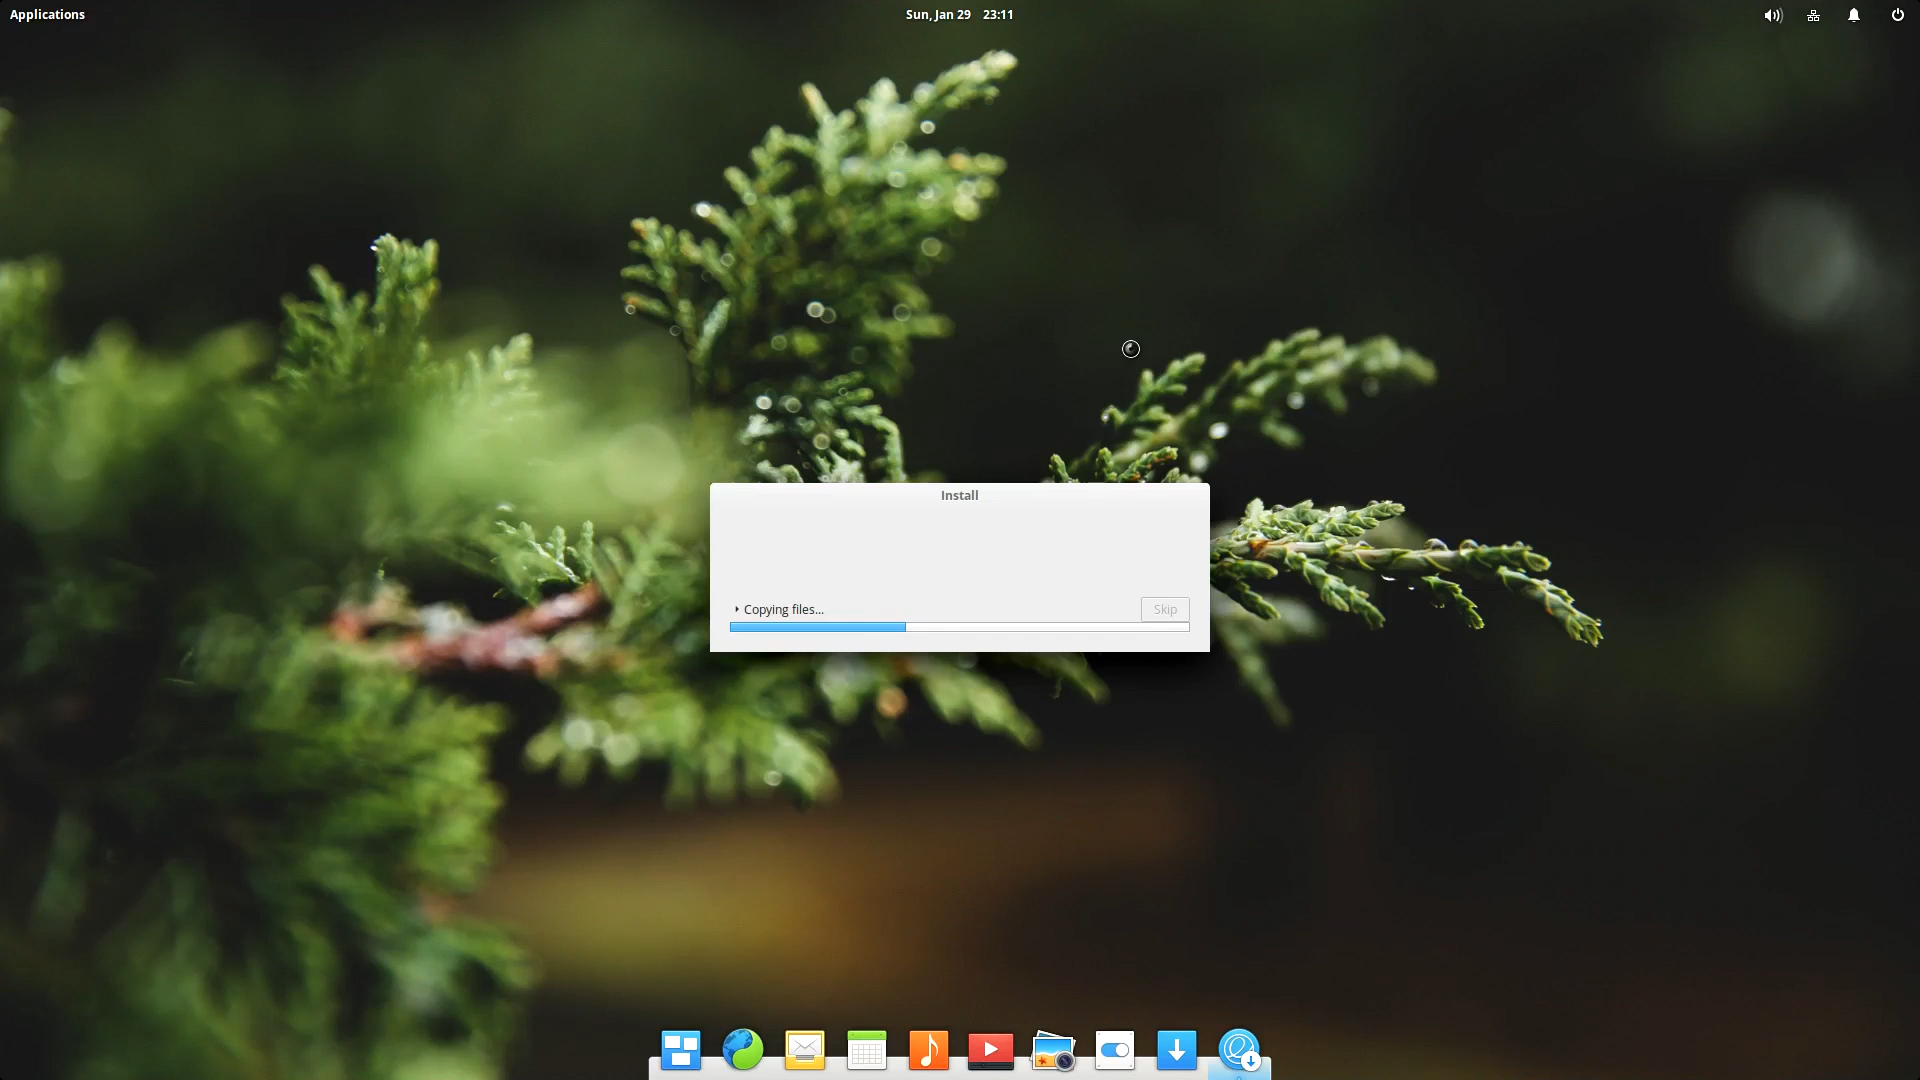 Applications
Sun, Jan 29 23:11
Install
Copying files...
Skip